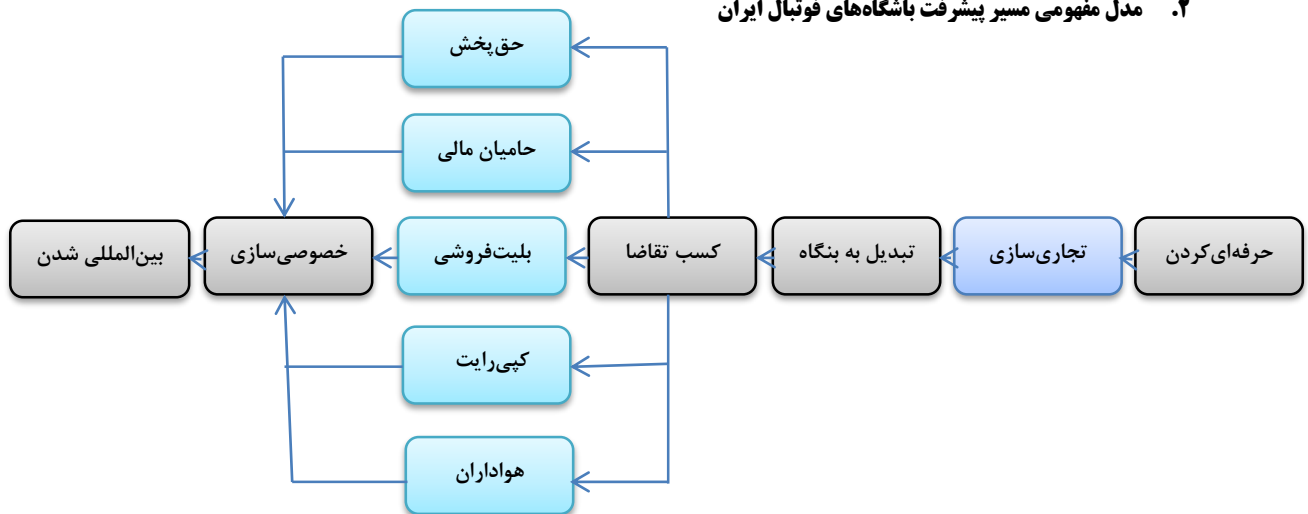 ۲. مدل مفهومی مسیر پیشرفت باشگاه‌های فوتبال ایران
حق‌پخش
حامیان مالی
حرفه‌ای‌کردن
تجاری‌سازی
تبدیل به بنگاه
کسب تقاضا
بلیت‌فروشی
خصوصی‌سازی
بین‌المللی شدن
کپی‌رایت
هواداران